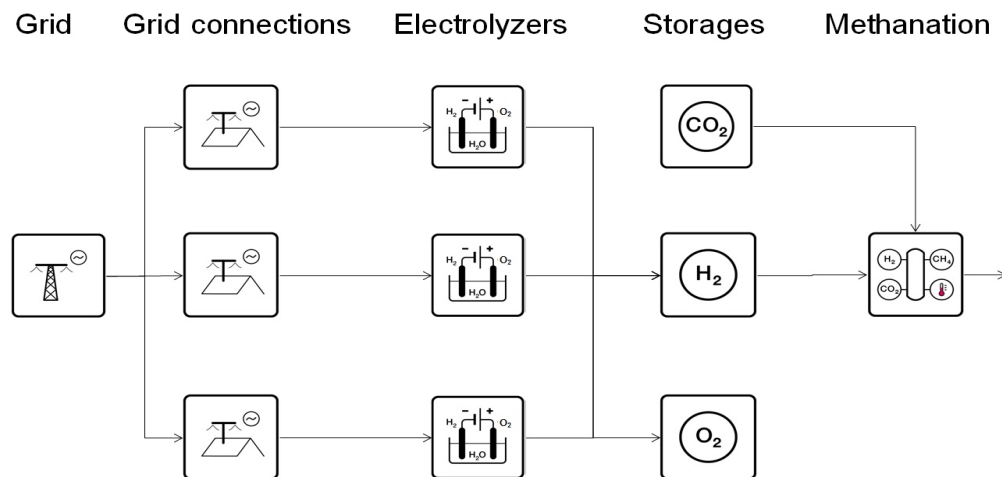 Grid Grid connections Electrolyzers Storages Methanation
H₂ − + O₂
H₂O
CO₂
H₂ − + O₂
H₂O
H₂
H₂ CH₄
CO₂
H₂ − + O₂
H₂O
O₂